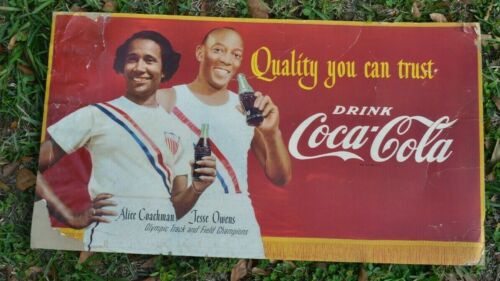 Quality you can trust.
DRINK
Coca-Cola
Alice Coachman Jesse Owens
Olympic Track and Field Champions